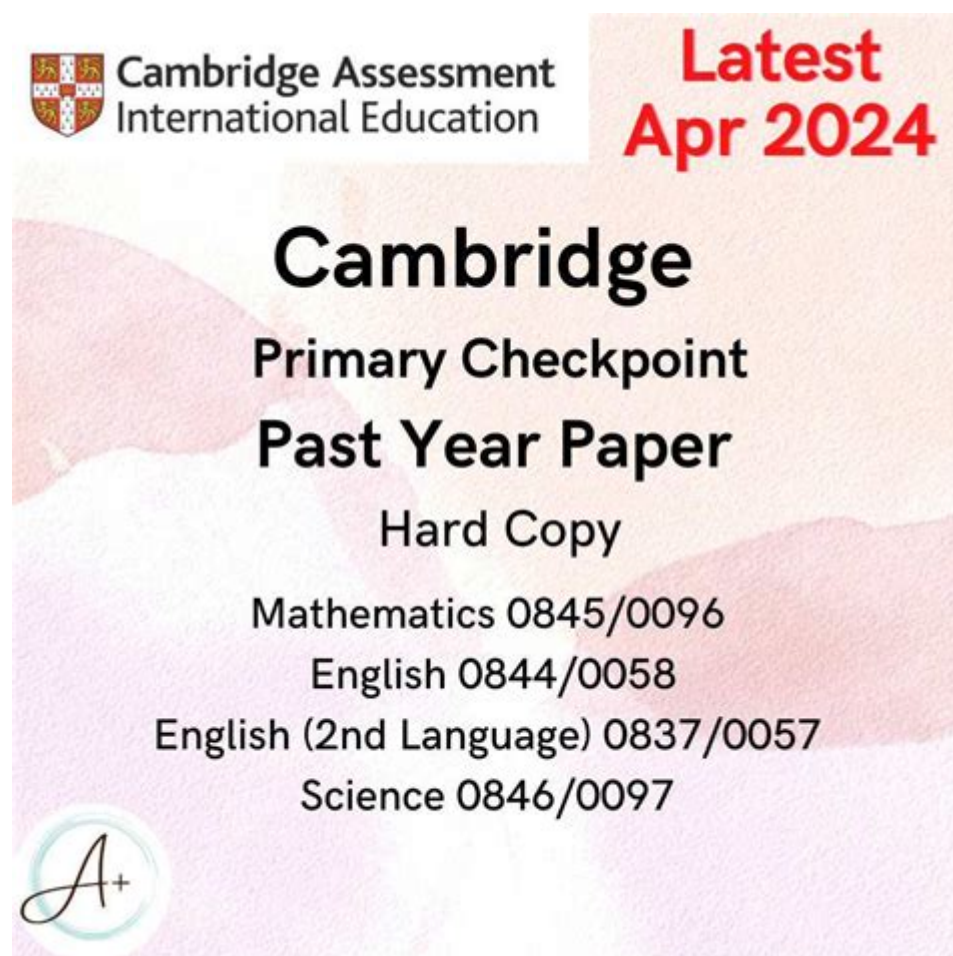 Cambridge Assessment
International Education
Latest
Apr 2024
Cambridge
Primary Checkpoint
Past Year Paper
Hard Copy
Mathematics 0845/0096
English 0844/0058
English (2nd Language) 0837/0057
Science 0846/0097
A+